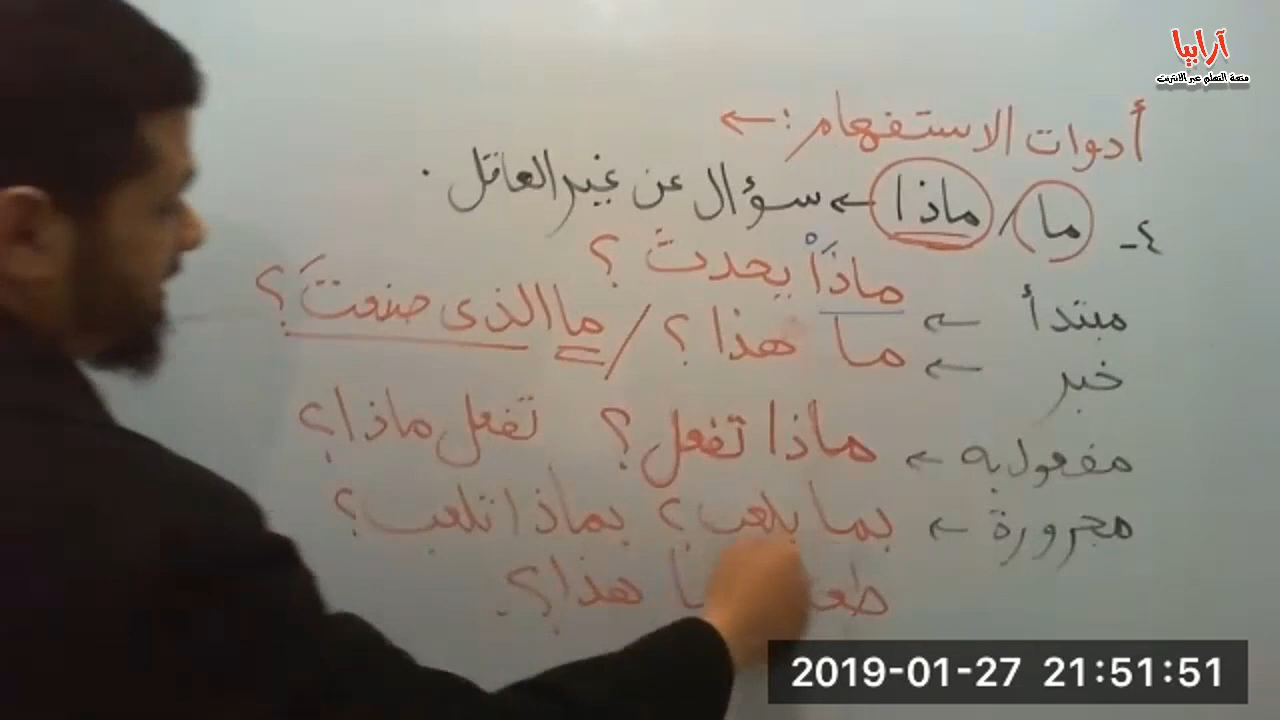 آرابيا
منصة التعلم عبر الانترنت
أدوات الاستفهام: ←
٤- ما / ماذا ← سؤال عن غير العاقل.
مبتدأ ← ماذَاْ يحدثُ؟
خبر ← ما هذا؟ / ما الذى صنعتَ؟
مفعول به ← ماذا تفعل؟ تفعل ماذا؟
مجرورة ← بما يلعب؟ بماذا تلعب؟
هذا؟
2019-01-27 21:51:51